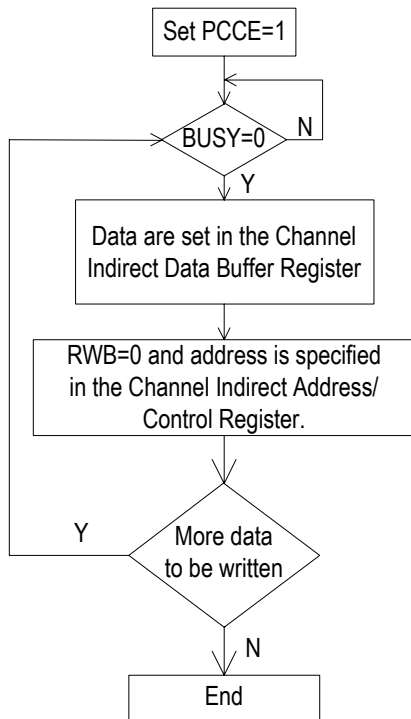 Set PCCE=1
BUSY=0
N
Y
Data are set in the Channel
Indirect Data Buffer Register
RWB=0 and address is specified
in the Channel Indirect Address/
Control Register.
Y
More data
to be written
N
End